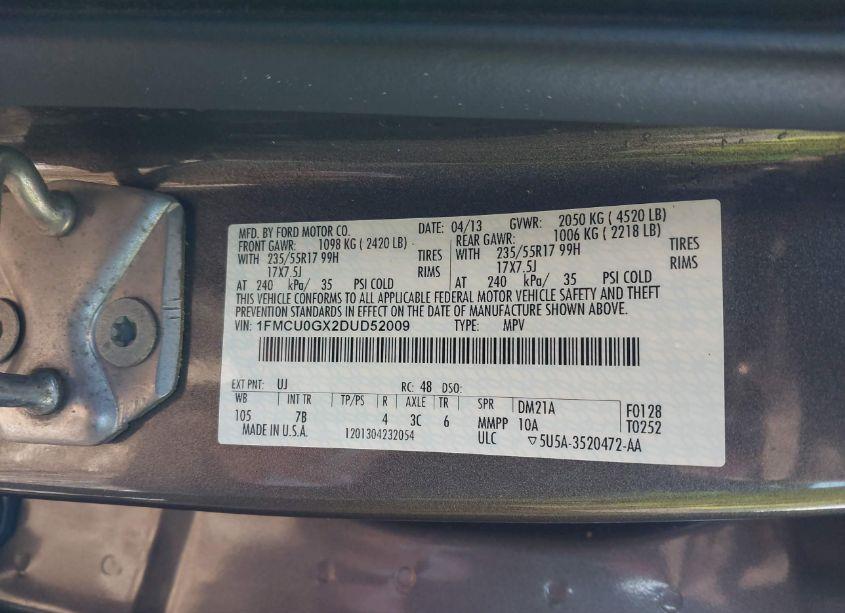 MFD. BY FORD MOTOR CO. DATE: 04/13 GVWR: 2050 KG ( 4520 LB)
FRONT GAWR: 1098 KG ( 2420 LB) REAR GAWR: 1006 KG ( 2218 LB)
WITH 235/55R17 99H TIRES WITH 235/55R17 99H TIRES
17X7.5J RIMS 17X7.5J RIMS
AT 240 kPa/ 35 PSI COLD AT 240 kPa/ 35 PSI COLD
THIS VEHICLE CONFORMS TO ALL APPLICABLE FEDERAL MOTOR VEHICLE SAFETY AND THEFT
PREVENTION STANDARDS IN EFFECT ON THE DATE OF MANUFACTURE SHOWN ABOVE.
VIN: 1FMCU0GX2DUD52009 TYPE: MPV
EXT PNT: UJ RC: 48 DSO:
WB INT TR TP/PS R AXLE TR SPR DM21A F0128
105 7B 4 3C 6 MMPP 10A T0252
MADE IN U.S.A. 1201304232054 ULC ▽5U5A-3520472-AA